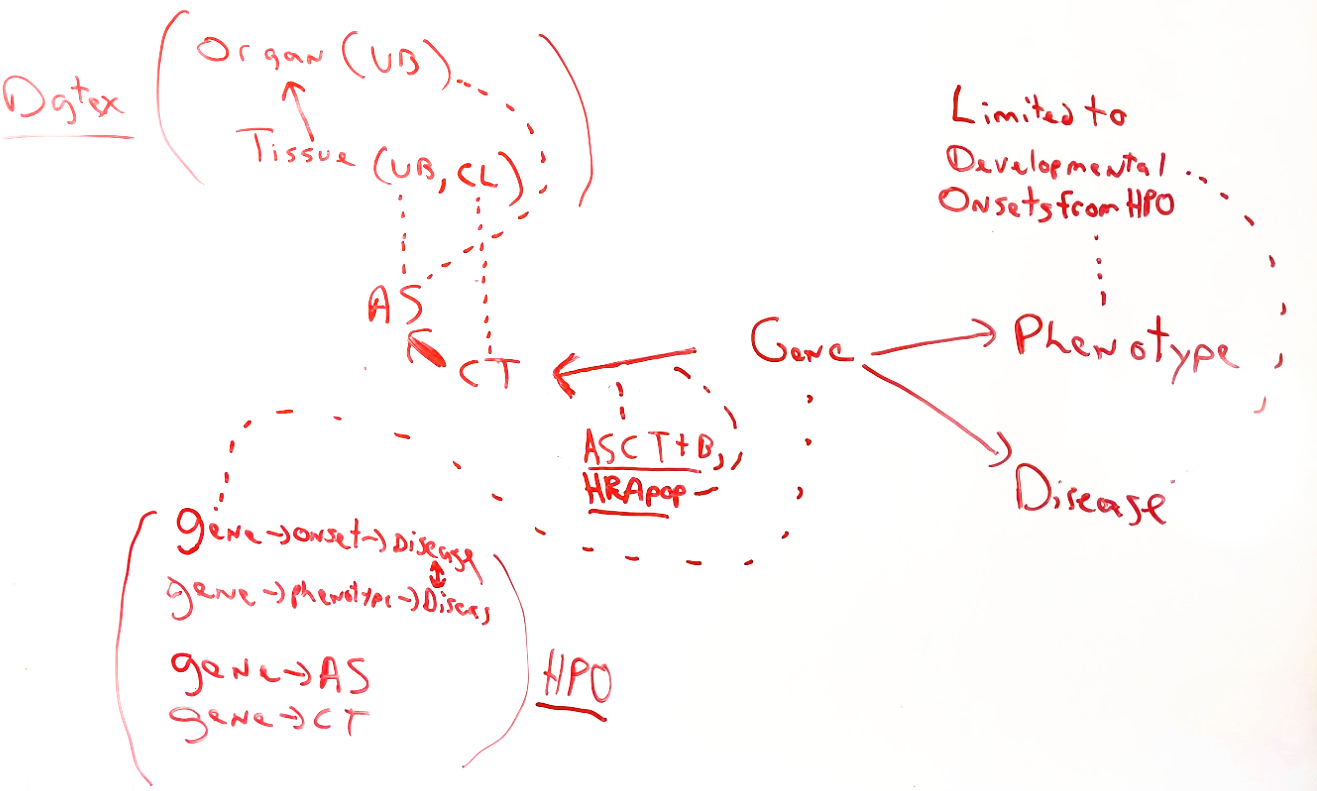 Organ (UB)
Dgtex
Tissue (UB, CL)
Limited to
Developmental
Onsets from HPO
AS
CT
Gene
Phenotype
ASCT+B,
HRApop
Disease
gene→onset→Disease
gene→phenotype→Diseas
gene→AS
gene→CT
HPO